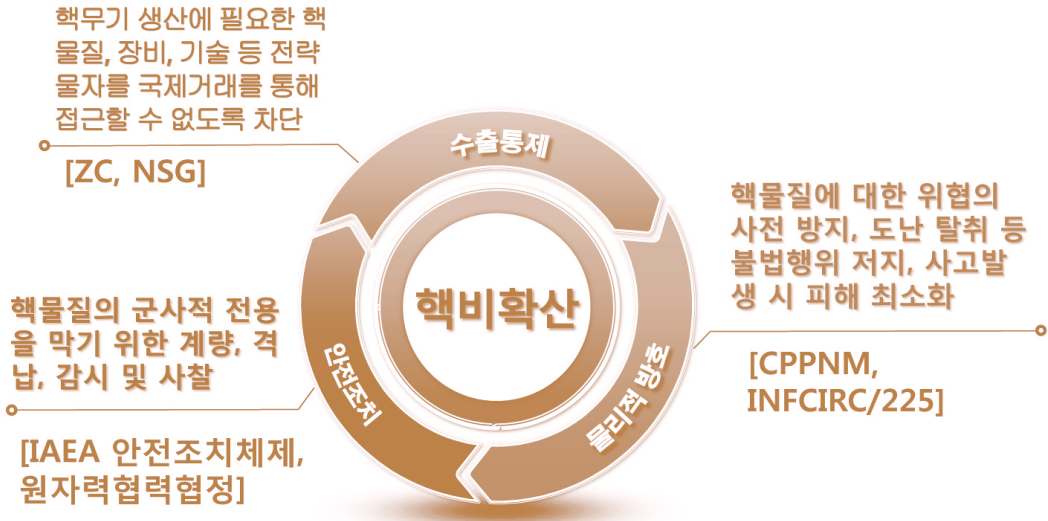 핵무기 생산에 필요한 핵
물질, 장비, 기술 등 전략
물자를 국제거래를 통해
접근할 수 없도록 차단
[ZC, NSG]
수출통제
핵물질에 대한 위협의
사전 방지, 도난 탈취 등
불법행위 저지, 사고발
생 시 피해 최소화
[CPPNM,
INFCIRC/225]
물리적 방호
핵비확산
안전조치
핵물질의 군사적 전용
을 막기 위한 계량, 격
납, 감시 및 사찰
[IAEA 안전조치체제,
원자력협력협정]